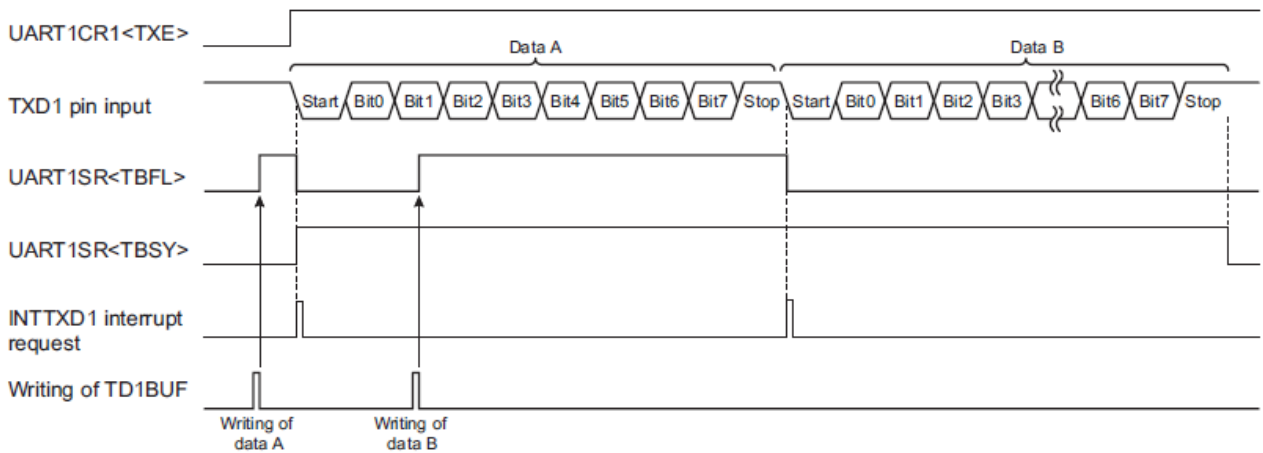 UART1CR1<TXE>
Data A
Data B
TXD1 pin input
Start Bit0 Bit1 Bit2 Bit3 Bit4 Bit5 Bit6 Bit7 Stop Start Bit0 Bit1 Bit2 Bit3 Bit6 Bit7 Stop
UART1SR<TBFL>
UART1SR<TBSY>
INTTXD1 interrupt
request
Writing of TD1BUF
Writing of
data A
Writing of
data B